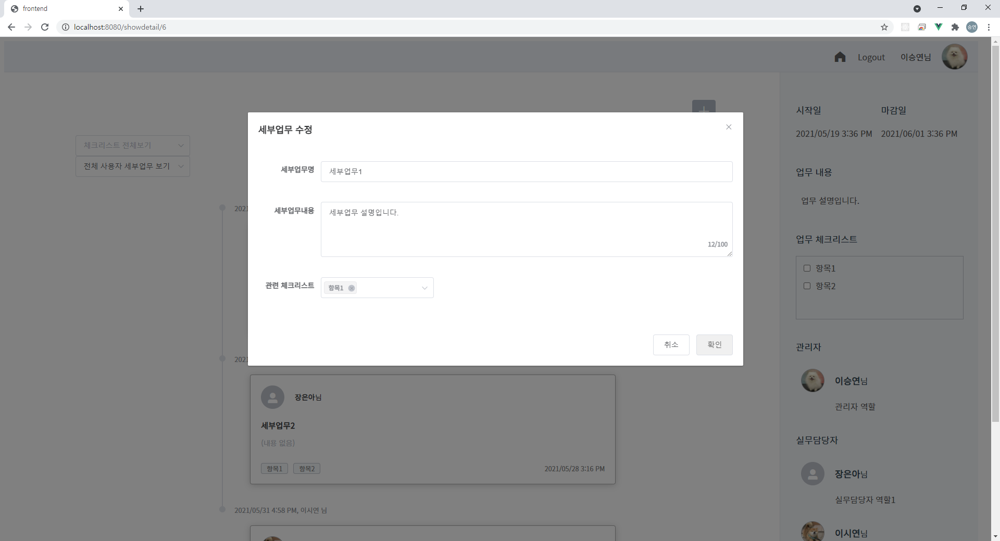 frontend
localhost:8080/showdetail/6
승연
Logout 이승연님
체크리스트 전체보기
전체 사용자 세부업무 보기
세부업무 수정
세부업무명 세부업무1
세부업무내용 세부업무 설명입니다.
12/100
관련 체크리스트 항목1
취소 확인
2021
2021
장은아님
세부업무2
(내용 없음)
항목1 항목2 2021/05/28 3:16 PM
2021/05/31 4:58 PM, 이시연 님
시작일 마감일
2021/05/19 3:36 PM 2021/06/01 3:36 PM
업무 내용
업무 설명입니다.
업무 체크리스트
항목1
항목2
관리자
이승연님
관리자 역할
실무담당자
장은아님
실무담당자 역할1
이시연님